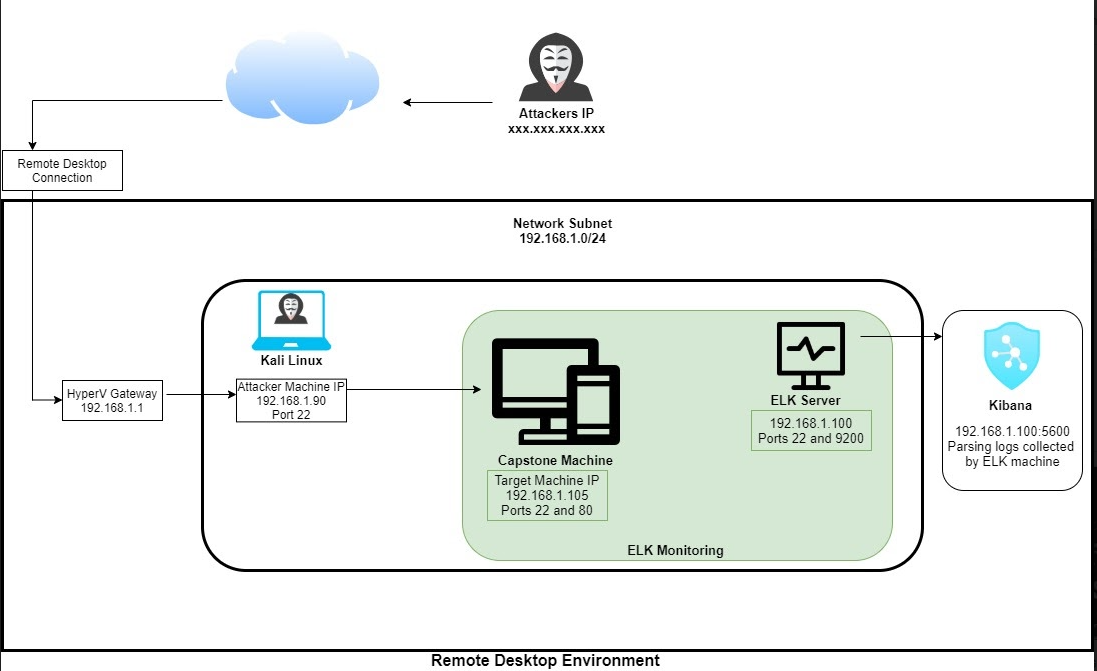 Attackers IP
xxx.xxx.xxx.xxx
Remote Desktop
Connection
Network Subnet
192.168.1.0/24
Kali Linux
Attacker Machine IP
192.168.1.90
Port 22
HyperV Gateway
192.168.1.1
Capstone Machine
Target Machine IP
192.168.1.105
Ports 22 and 80
ELK Server
192.168.1.100
Ports 22 and 9200
ELK Monitoring
Kibana
192.168.1.100:5600
Parsing logs collected
by ELK machine
Remote Desktop Environment